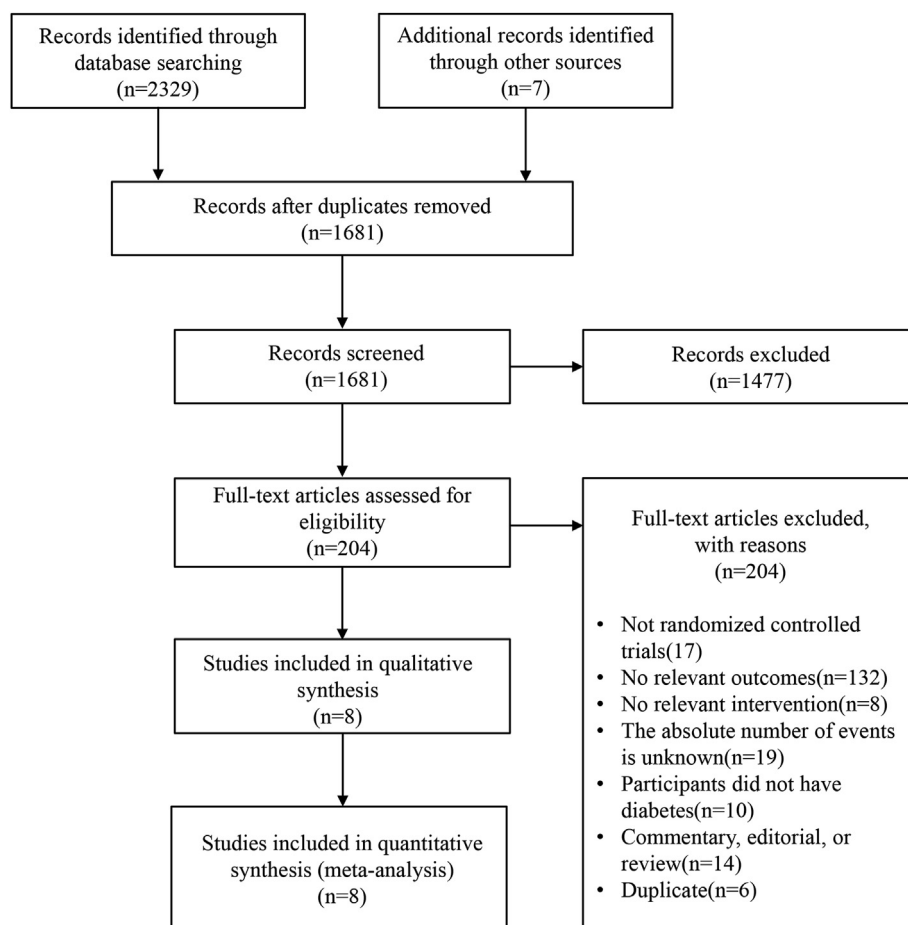 Records identified through
database searching
(n=2329)
Additional records identified
through other sources
(n=7)
Records after duplicates removed
(n=1681)
Records screened
(n=1681)
Records excluded
(n=1477)
Full-text articles assessed for
eligibility
(n=204)
Full-text articles excluded,
with reasons
(n=204)
• Not randomized controlled
trials(17)
• No relevant outcomes(n=132)
• No relevant intervention(n=8)
• The absolute number of events
is unknown(n=19)
• Participants did not have
diabetes(n=10)
• Commentary, editorial, or
review(n=14)
• Duplicate(n=6)
Studies included in qualitative
synthesis
(n=8)
Studies included in quantitative
synthesis (meta-analysis)
(n=8)